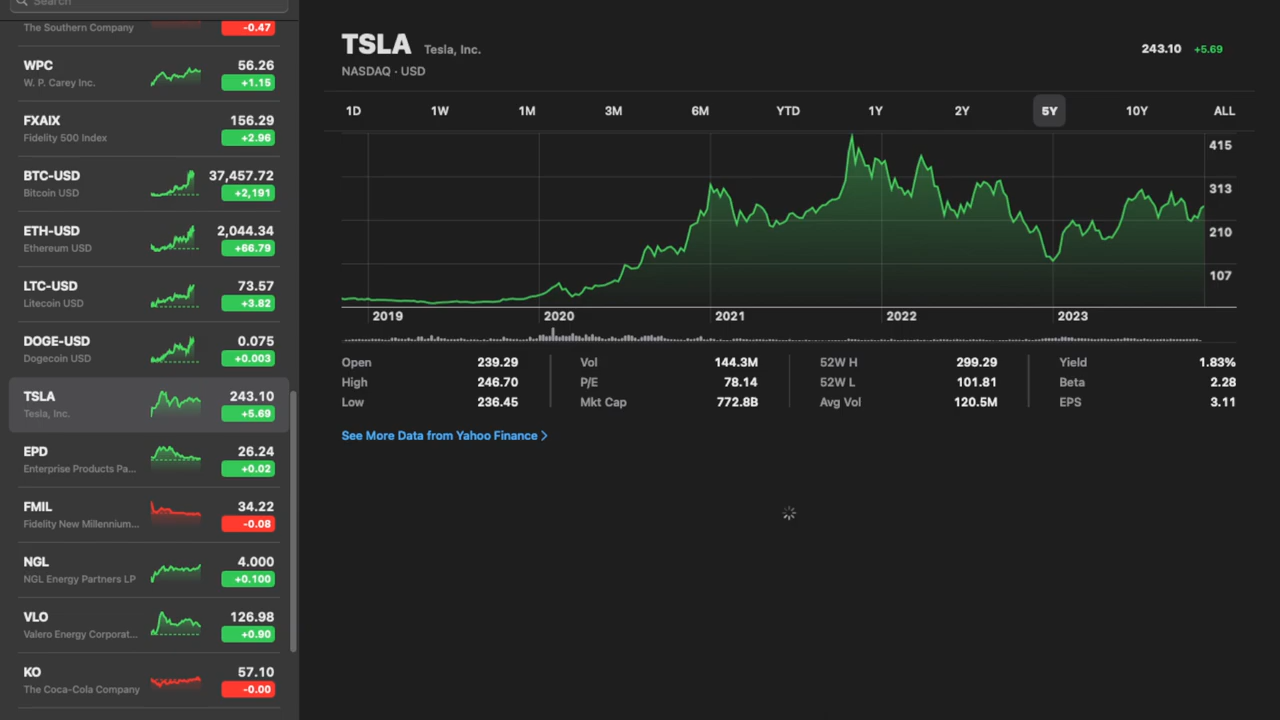 Search
The Southern Company -0.47
WPC 56.26
W. P. Carey Inc. +1.15
FXAIX 156.29
Fidelity 500 Index +2.96
BTC-USD 37,457.72
Bitcoin USD +2,191
ETH-USD 2,044.34
Ethereum USD +66.79
LTC-USD 73.57
Litecoin USD +3.82
DOGE-USD 0.075
Dogecoin USD +0.003
TSLA 243.10
Tesla, Inc. +5.69
EPD 26.24
Enterprise Products Pa... +0.02
FMIL 34.22
Fidelity New Millennium... -0.08
NGL 4.000
NGL Energy Partners LP +0.100
VLO 126.98
Valero Energy Corporat... +0.90
KO 57.10
The Coca-Cola Company -0.00
TSLA Tesla, Inc. 243.10 +5.69
NASDAQ · USD
1D 1W 1M 3M 6M YTD 1Y 2Y 5Y 10Y ALL
415
313
210
107
2019 2020 2021 2022 2023
Open 239.29 Vol 144.3M 52W H 299.29 Yield 1.83%
High 246.70 P/E 78.14 52W L 101.81 Beta 2.28
Low 236.45 Mkt Cap 772.8B Avg Vol 120.5M EPS 3.11
See More Data from Yahoo Finance >